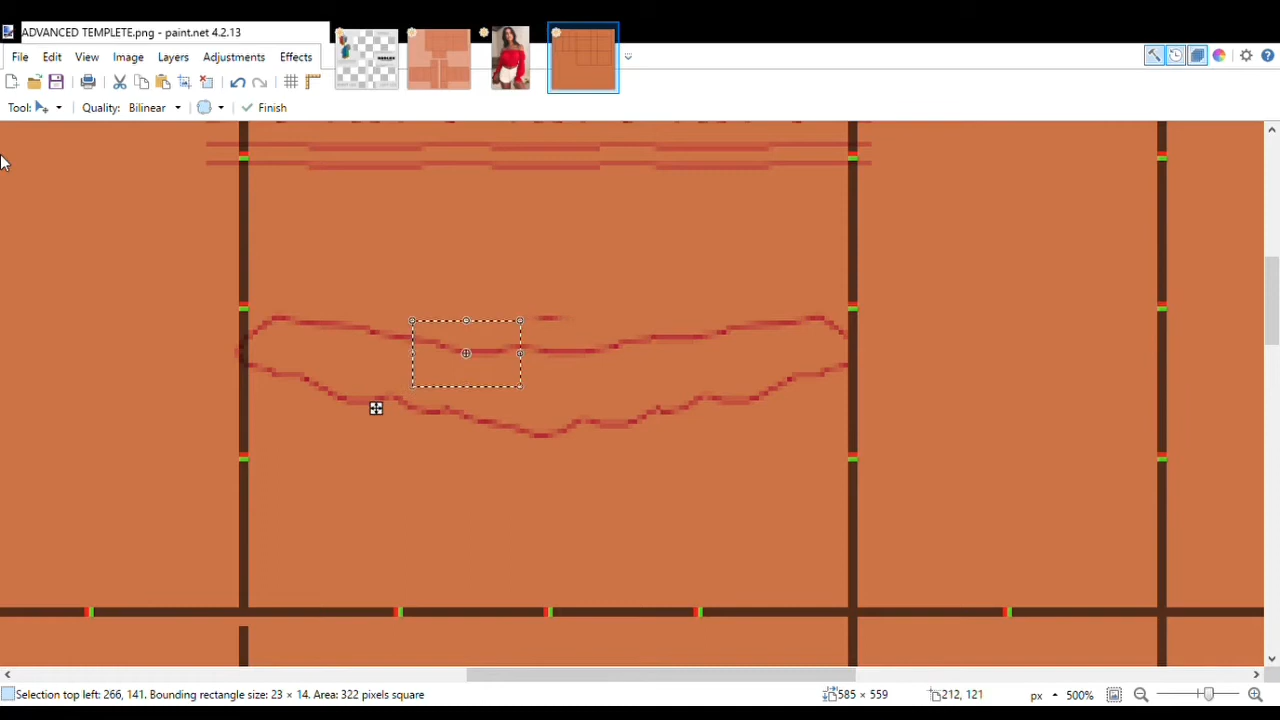 ADVANCED TEMPLETE.png - paint.net 4.2.13
File Edit View Image Layers Adjustments Effects
Tool: Quality: Bilinear Finish
Selection top left: 266, 141. Bounding rectangle size: 23 × 14. Area: 322 pixels square 585 × 559 212, 121 px 500%